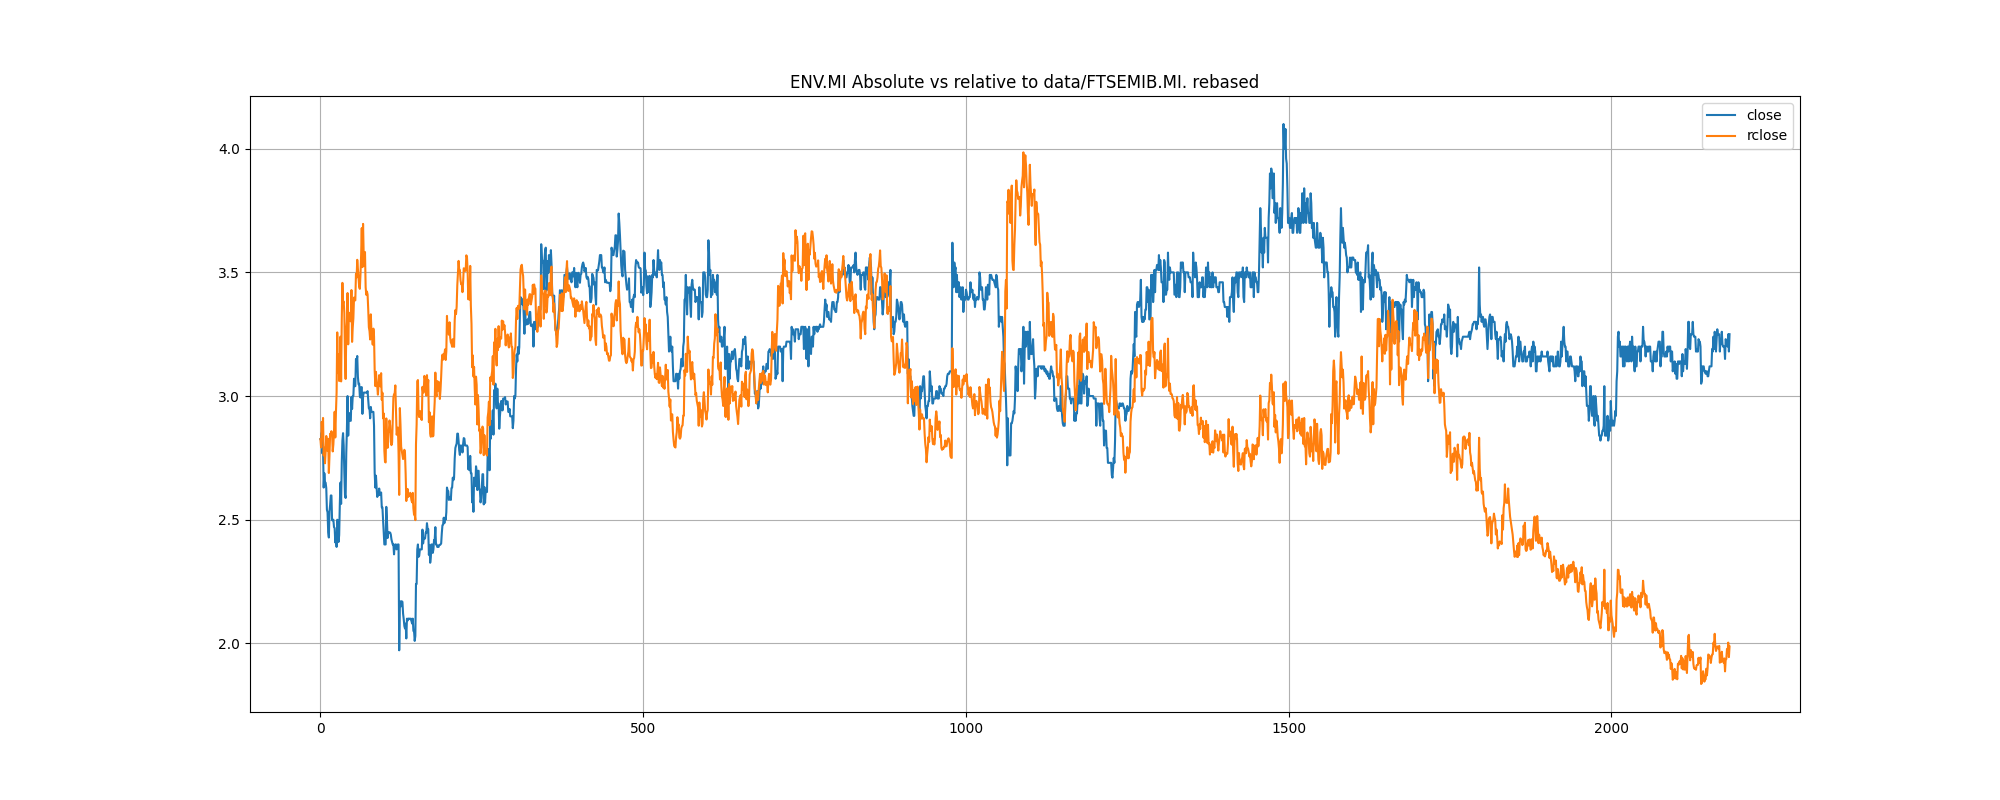 ENV.MI Absolute vs relative to data/FTSEMIB.MI. rebased
close
rclose
4.0
3.5
3.0
2.5
2.0
0 500 1000 1500 2000